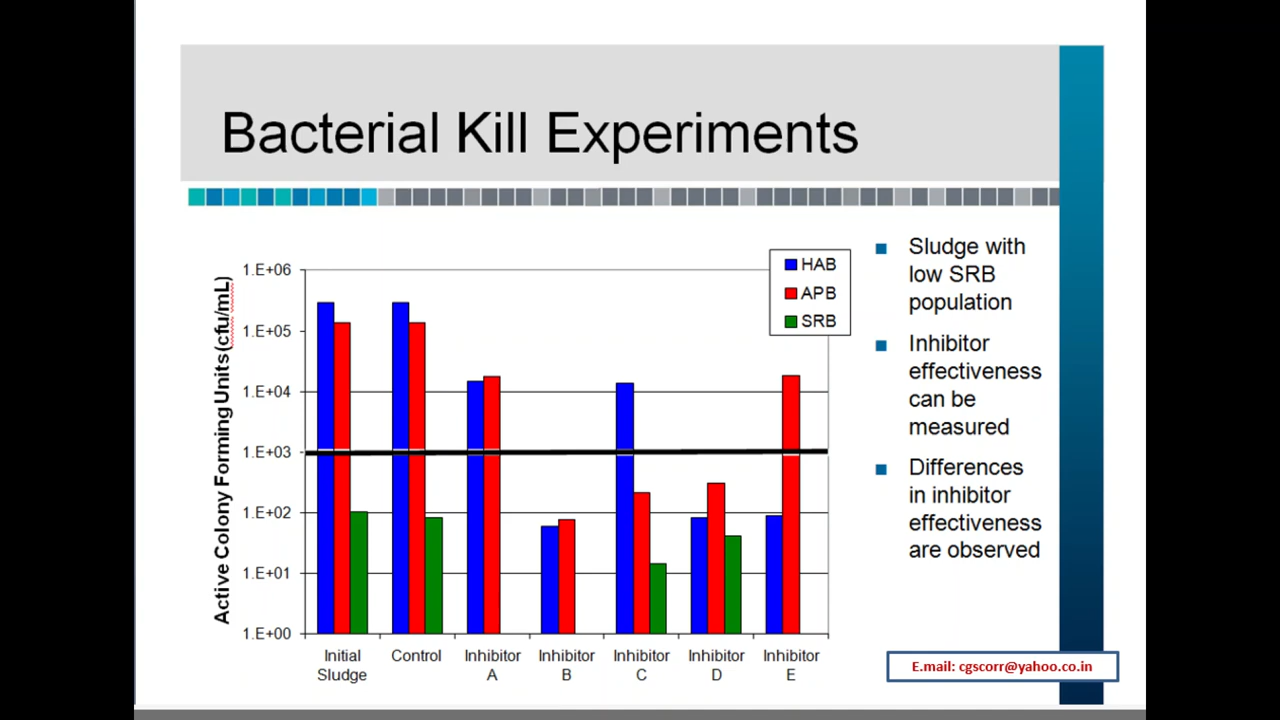 Bacterial Kill Experiments
Active Colony Forming Units(cfu/mL)
1.E+06
1.E+05
1.E+04
1.E+03
1.E+02
1.E+01
1.E+00
Initial
Sludge
Control
Inhibitor
A
Inhibitor
B
Inhibitor
C
Inhibitor
D
Inhibitor
E
HAB
APB
SRB
Sludge with
low SRB
population
Inhibitor
effectiveness
can be
measured
Differences
in inhibitor
effectiveness
are observed
E.mail: cgscorr@yahoo.co.in